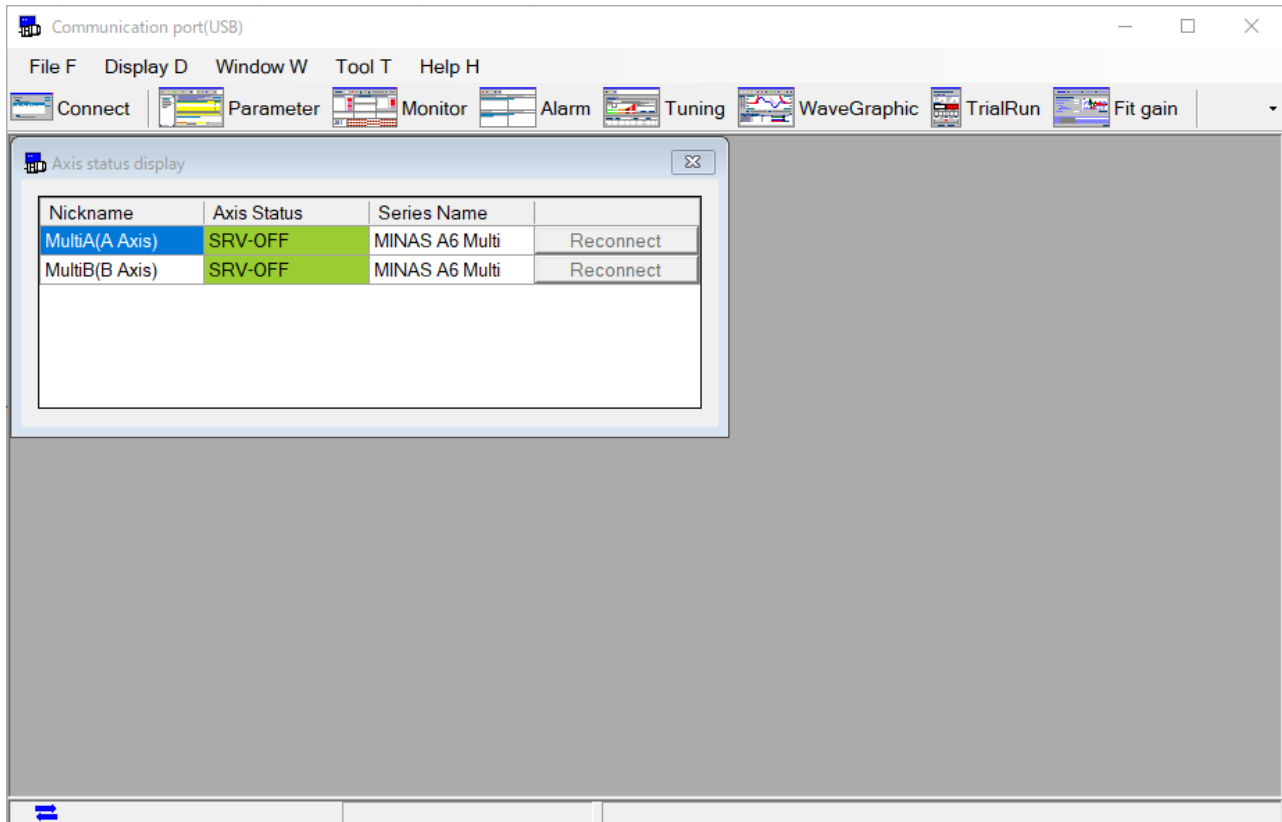 Communication port(USB)
File F Display D Window W Tool T Help H
Connect Parameter Monitor Alarm Tuning WaveGraphic TrialRun Fit gain
Axis status display
Nickname Axis Status Series Name
MultiA(A Axis) SRV-OFF MINAS A6 Multi Reconnect
MultiB(B Axis) SRV-OFF MINAS A6 Multi Reconnect